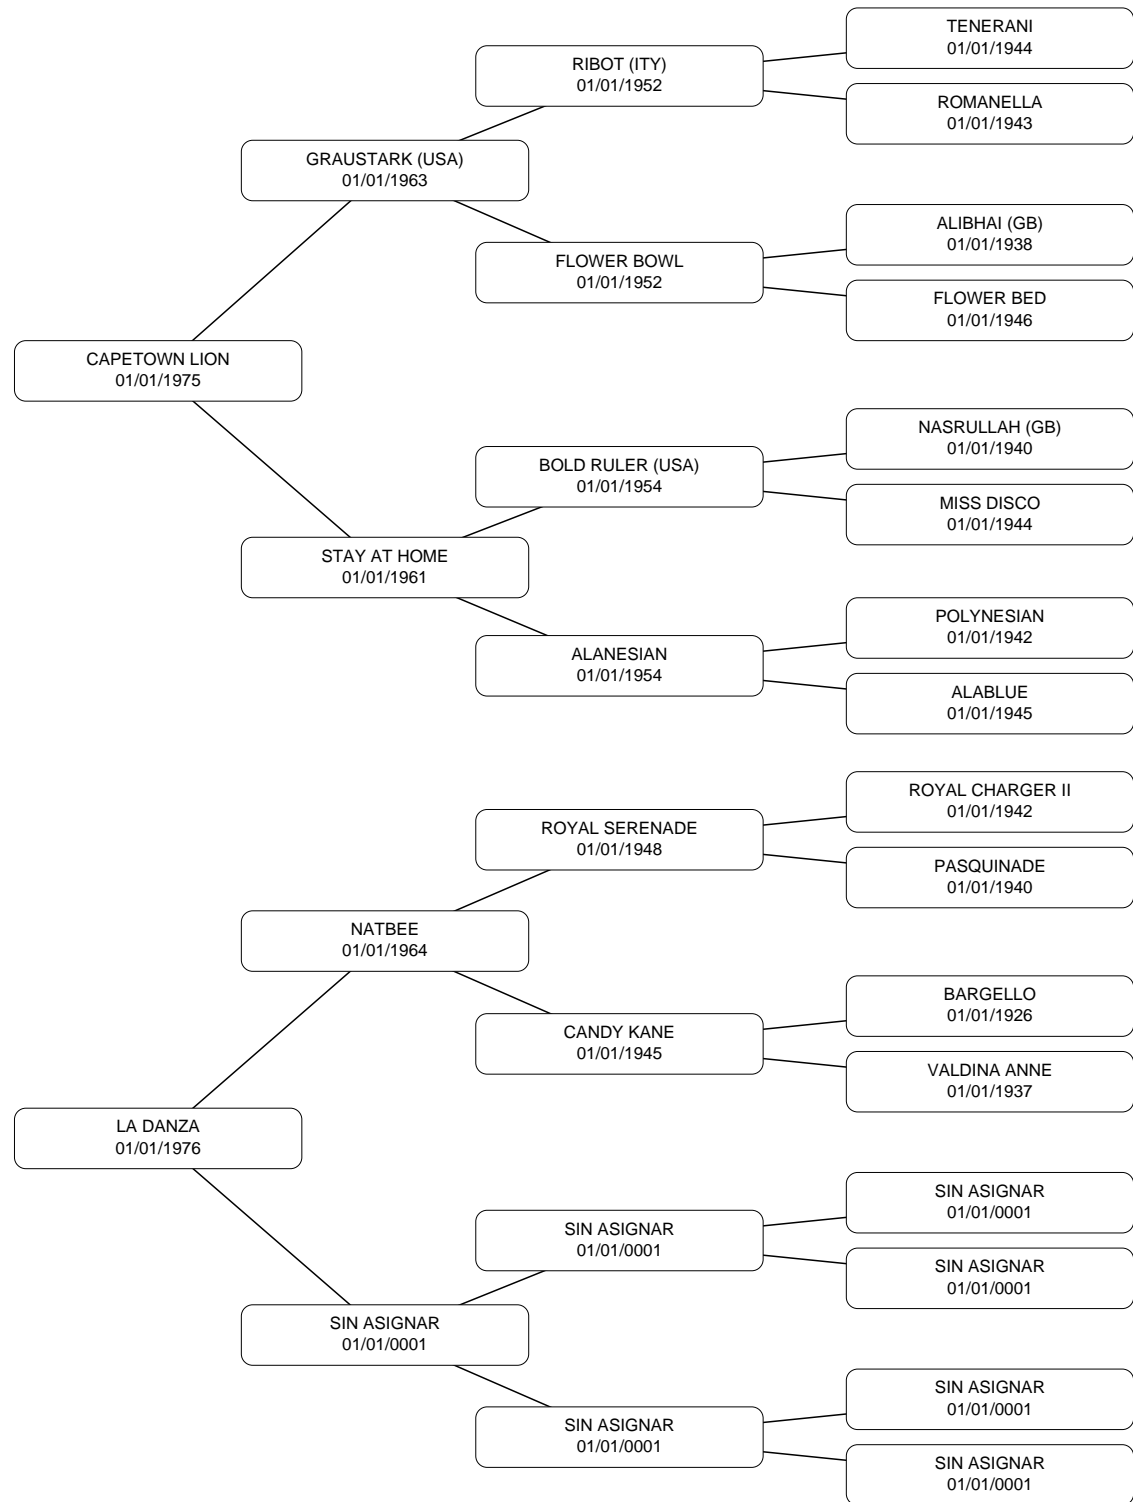 TENERANI
01/01/1944
RIBOT (ITY)
01/01/1952
ROMANELLA
01/01/1943
GRAUSTARK (USA)
01/01/1963
ALIBHAI (GB)
01/01/1938
FLOWER BOWL
01/01/1952
FLOWER BED
01/01/1946
CAPETOWN LION
01/01/1975
NASRULLAH (GB)
01/01/1940
BOLD RULER (USA)
01/01/1954
MISS DISCO
01/01/1944
STAY AT HOME
01/01/1961
POLYNESIAN
01/01/1942
ALANESIAN
01/01/1954
ALABLUE
01/01/1945
ROYAL CHARGER II
01/01/1942
ROYAL SERENADE
01/01/1948
PASQUINADE
01/01/1940
NATBEE
01/01/1964
BARGELLO
01/01/1926
CANDY KANE
01/01/1945
VALDINA ANNE
01/01/1937
LA DANZA
01/01/1976
SIN ASIGNAR
01/01/0001
SIN ASIGNAR
01/01/0001
SIN ASIGNAR
01/01/0001
SIN ASIGNAR
01/01/0001
SIN ASIGNAR
01/01/0001
SIN ASIGNAR
01/01/0001
SIN ASIGNAR
01/01/0001